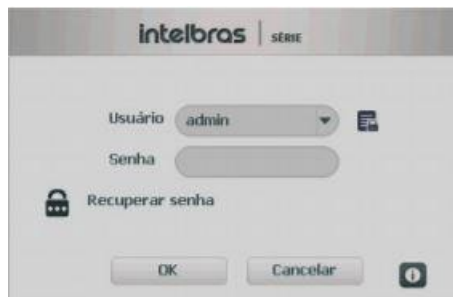 intelbras | SÉRIE
Usuário admin
Senha
Recuperar senha
OK Cancelar